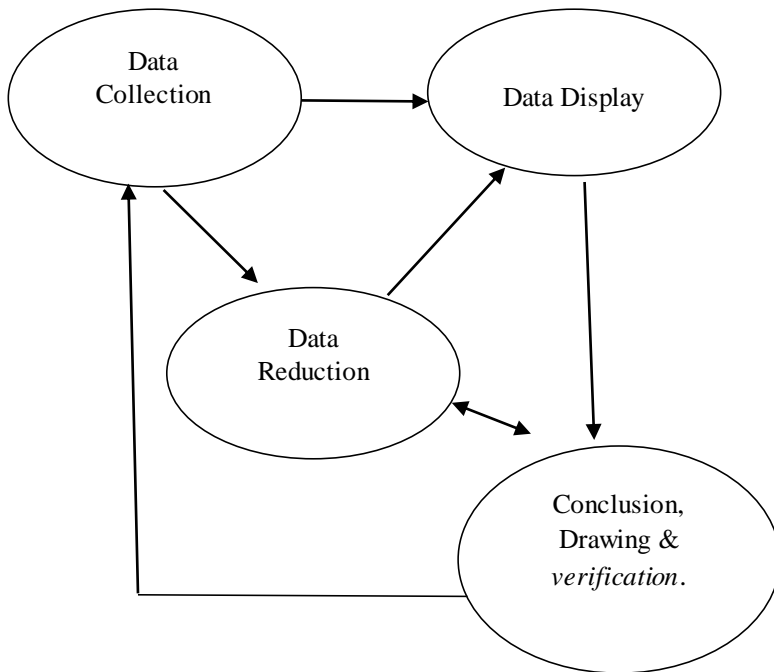 Data
Collection
Data Display
Data
Reduction
Conclusion,
Drawing &
verification.